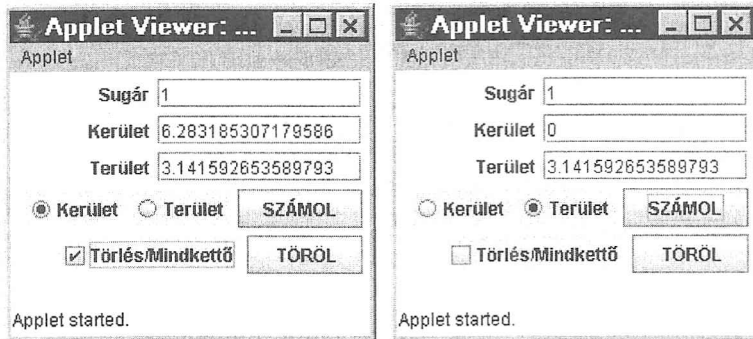 Applet Viewer: ...
Applet
Sugár 1
Kerület 6.283185307179586
Terület 3.141592653589793
Kerület Terület SZÁMOL
Törlés/Mindkettő TÖRÖL
Applet started.
Applet Viewer: ...
Applet
Sugár 1
Kerület 0
Terület 3.141592653589793
Kerület Terület SZÁMOL
Törlés/Mindkettő TÖRÖL
Applet started.